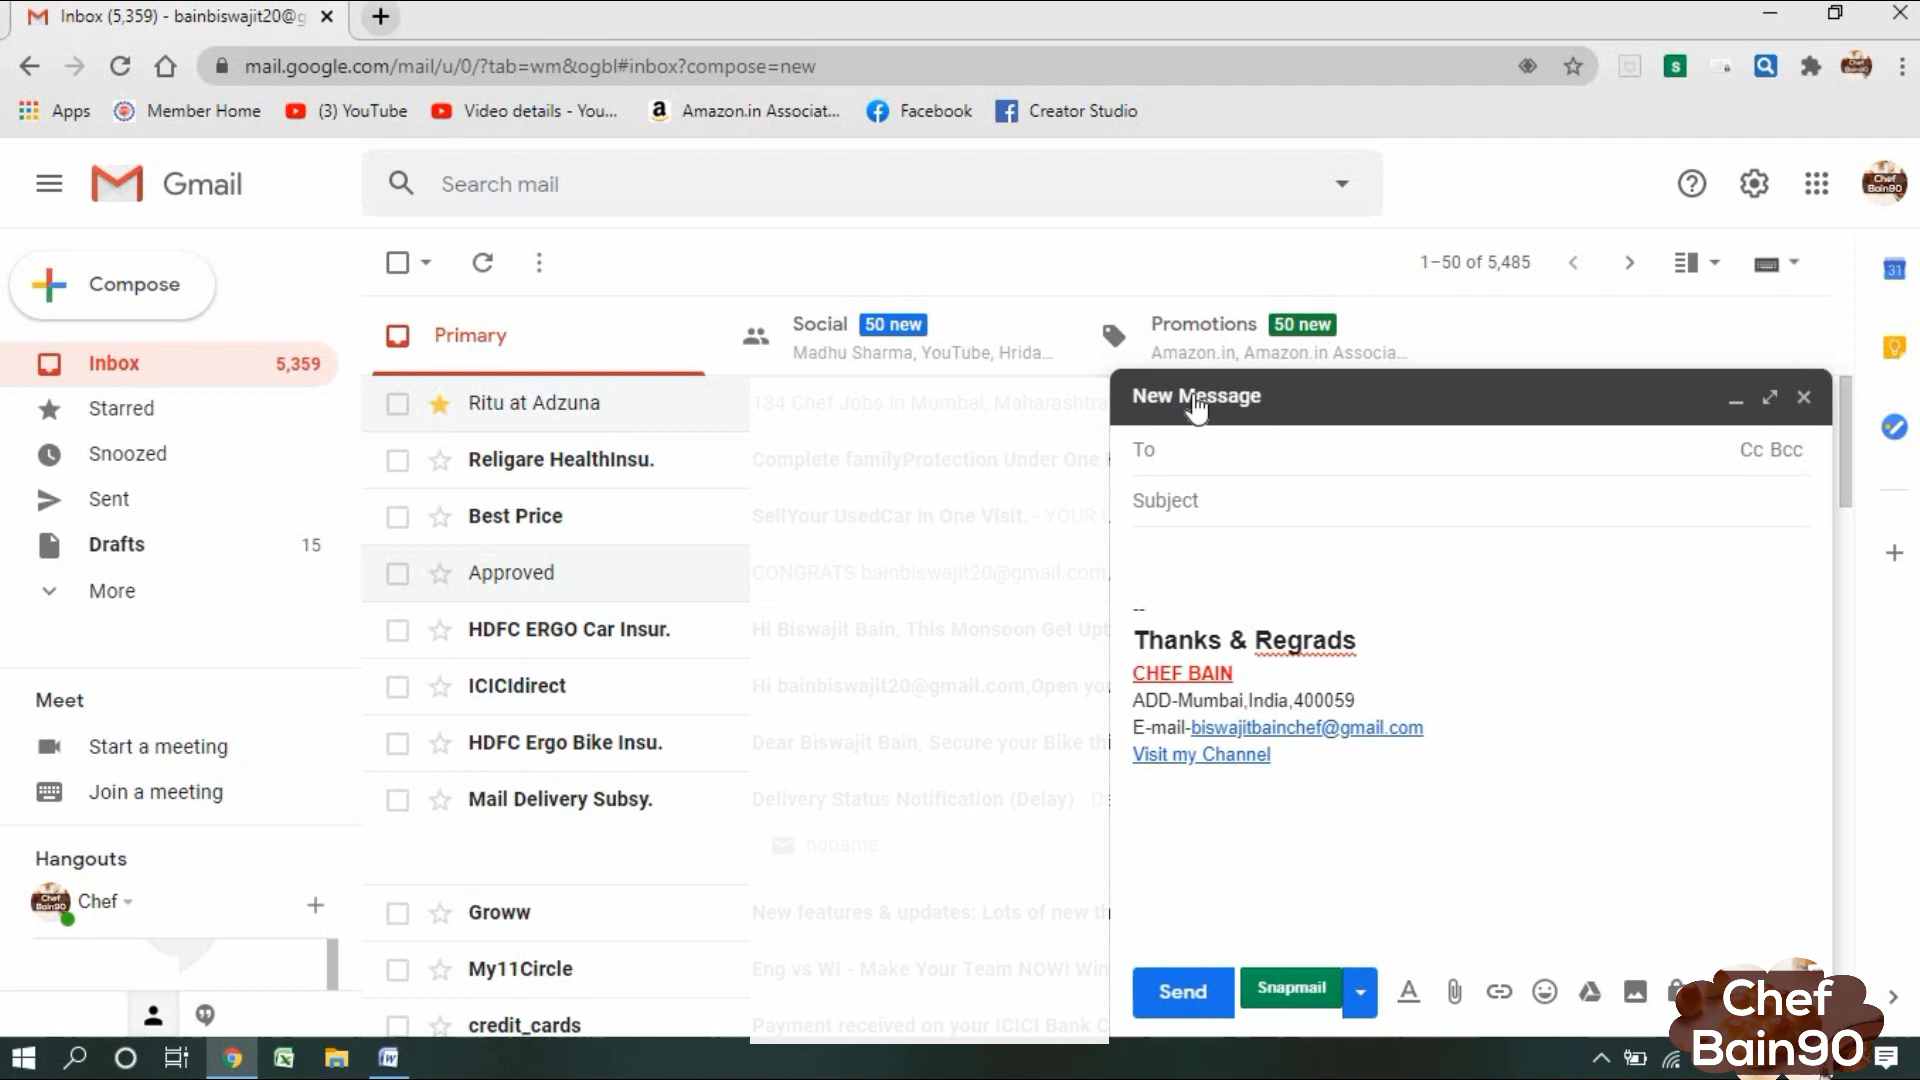 Inbox (5,359) - bainbiswajit20@g
mail.google.com/mail/u/0/?tab=wm&ogbl#inbox?compose=new
Apps
Member Home
(3) YouTube
Video details - You...
Amazon.in Associat...
Facebook
Creator Studio
Gmail
Search mail
Chef Bain90
Compose
1–50 of 5,485
31
Inbox 5,359
Starred
Snoozed
Sent
Drafts 15
More
Primary
Social 50 new
Madhu Sharma, YouTube, Hrida...
Promotions 50 new
Amazon.in, Amazon.in Associa...
Ritu at Adzuna 134 Chef Jobs in Mumbai, Maharashtra
Religare HealthInsu. Complete familyProtection Under One
Best Price SellYour UsedCar in One Visit. - YOUR
Approved CONGRATS bainbiswajit20@gmail.com,
HDFC ERGO Car Insur. Hi Biswajit Bain, This Monsoon Get Upt
ICICIdirect Hi bainbiswajit20@gmail.com,Open yo
HDFC Ergo Bike Insu. Dear Biswajit Bain, Secure your Bike thi
Mail Delivery Subsy. Delivery Status Notification (Delay) - D
noname
Groww New features & updates: Lots of new th
My11Circle Eng vs WI - Make Your Team NOW! Win
credit_cards Payment received on your ICICI Bank C
Meet
Start a meeting
Join a meeting
Hangouts
Chef
New Message
To Cc Bcc
Subject
--
Thanks & Regrads
CHEF BAIN
ADD-Mumbai,India,400059
E-mail-biswajitbainchef@gmail.com
Visit my Channel
Send
Snapmail
Chef
Bain90